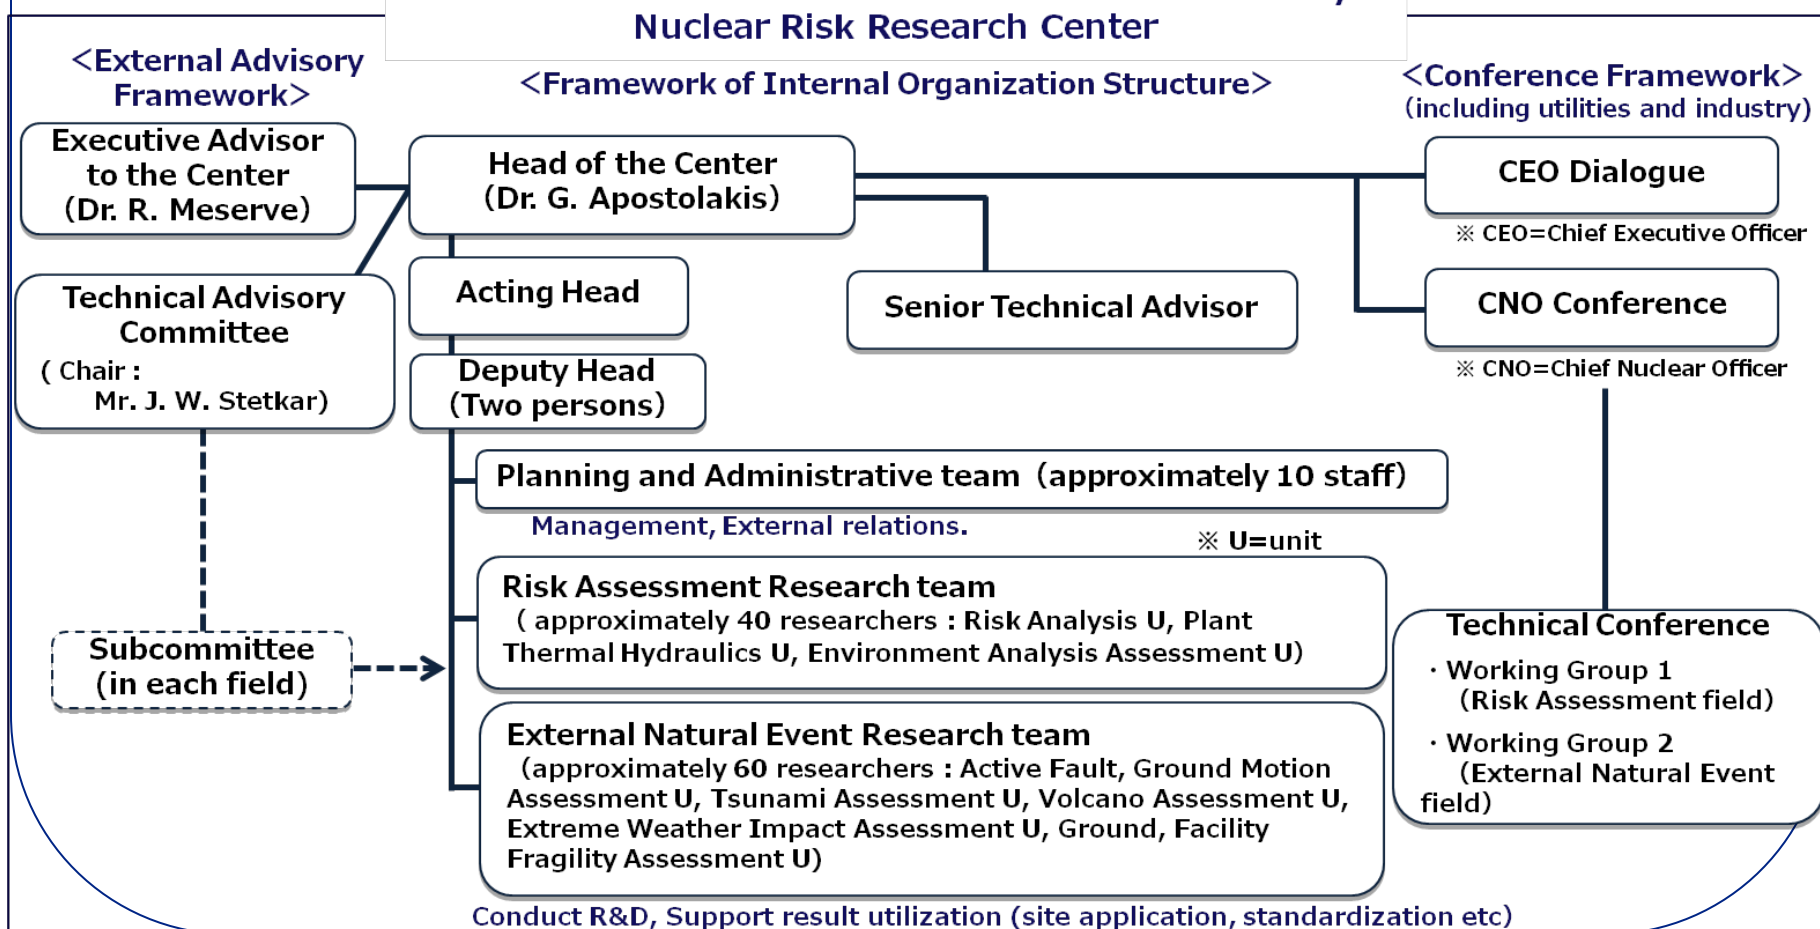 Nuclear Risk Research Center
<External Advisory
Framework>
<Framework of Internal Organization Structure>
<Conference Framework>
(including utilities and industry)
Executive Advisor
to the Center
(Dr. R. Meserve)
Head of the Center
(Dr. G. Apostolakis)
CEO Dialogue
※ CEO=Chief Executive Officer
Technical Advisory
Committee
( Chair :
Mr. J. W. Stetkar)
Acting Head
Senior Technical Advisor
CNO Conference
※ CNO=Chief Nuclear Officer
Deputy Head
(Two persons)
Planning and Administrative team (approximately 10 staff)
Management, External relations.
※ U=unit
Risk Assessment Research team
( approximately 40 researchers : Risk Analysis U, Plant
Thermal Hydraulics U, Environment Analysis Assessment U)
Subcommittee
(in each field)
External Natural Event Research team
(approximately 60 researchers : Active Fault, Ground Motion
Assessment U, Tsunami Assessment U, Volcano Assessment U,
Extreme Weather Impact Assessment U, Ground, Facility
Fragility Assessment U)
Technical Conference
・Working Group 1
(Risk Assessment field)
・Working Group 2
(External Natural Event
field)
Conduct R&D, Support result utilization (site application, standardization etc)